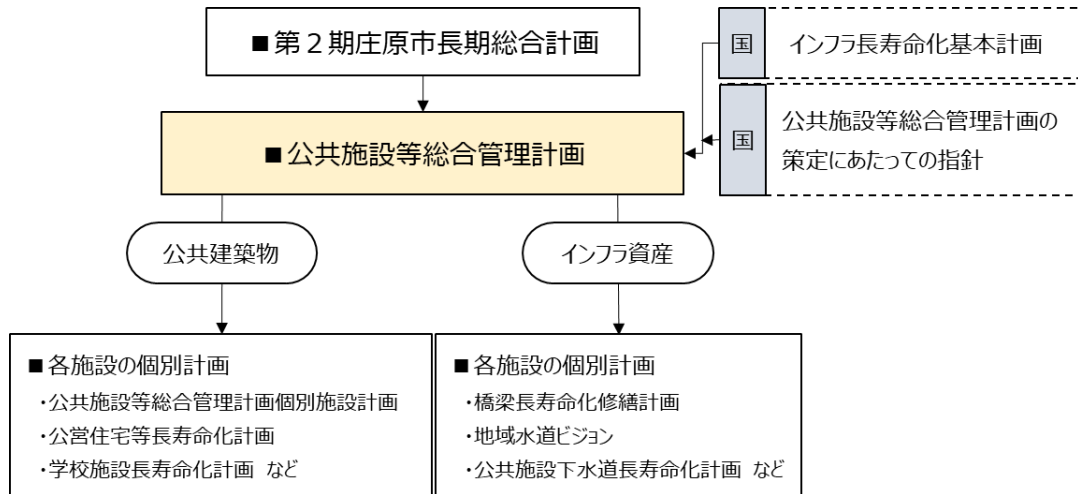 ■第２期庄原市長期総合計画
国
インフラ長寿命化基本計画
国
公共施設等総合管理計画の
策定にあたっての指針
■公共施設等総合管理計画
公共建築物
インフラ資産
■各施設の個別計画
・公共施設等総合管理計画個別施設計画
・公営住宅等長寿命化計画
・学校施設長寿命化計画 など
■各施設の個別計画
・橋梁長寿命化修繕計画
・地域水道ビジョン
・公共施設下水道長寿命化計画 など